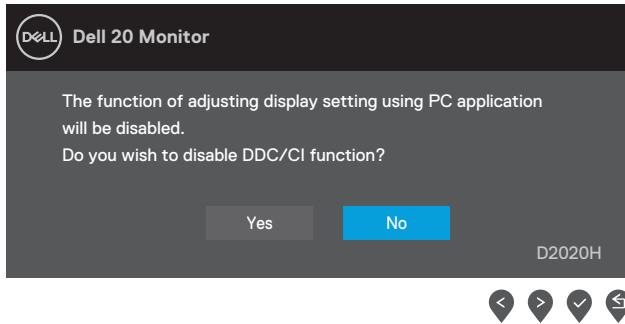 DELL
Dell 20 Monitor
The function of adjusting display setting using PC application
will be disabled.
Do you wish to disable DDC/CI function?
Yes No
D2020H